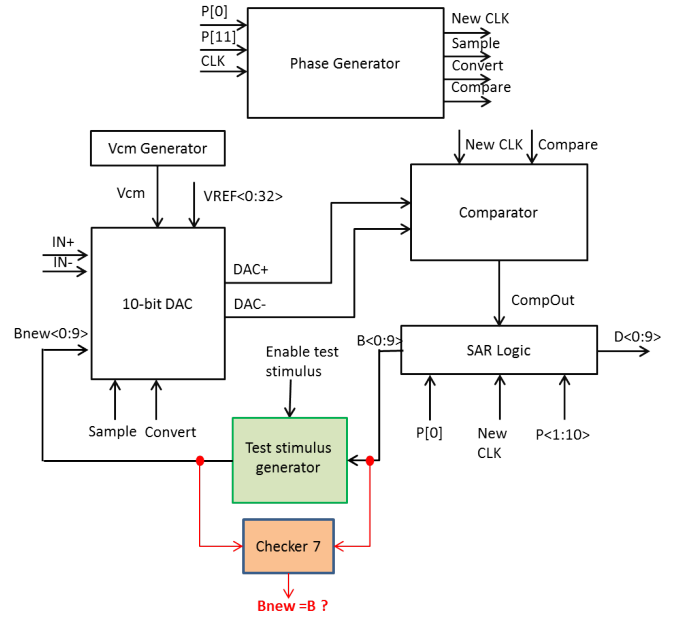 P[0]
P[11]
CLK
Phase Generator
New CLK
Sample
Convert
Compare
Vcm Generator
New CLK
Compare
Vcm
VREF<0:32>
Comparator
IN+
IN-
DAC+
10-bit DAC
DAC-
CompOut
Bnew<0:9>
Enable test
stimulus
B<0:9>
SAR Logic
D<0:9>
Sample
Convert
P[0]
New
CLK
P<1:10>
Test stimulus
generator
Checker 7
Bnew =B ?